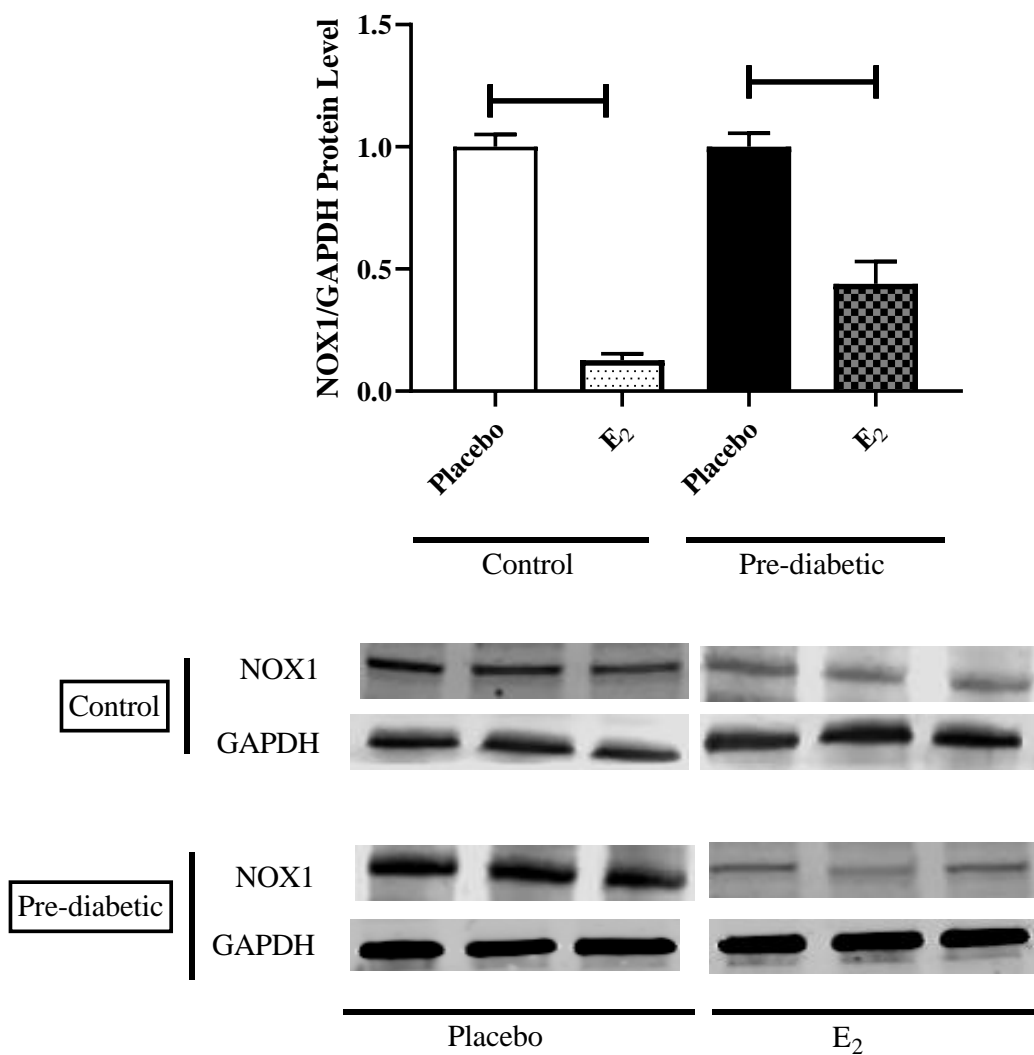 NOX1/GAPDH Protein Level
1.5
1.0
0.5
0.0
Placebo
E₂
Placebo
E₂
Control
Pre-diabetic
Control
NOX1
GAPDH
Pre-diabetic
NOX1
GAPDH
Placebo
E₂